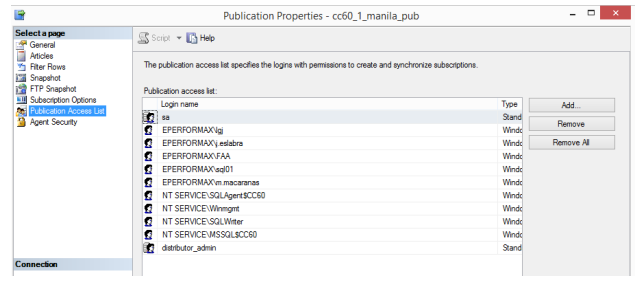 Publication Properties - cc60_1_manila_pub
Select a page
General
Articles
Filter Rows
Snapshot
FTP Snapshot
Subscription Options
Publication Access List
Agent Security
Connection
Script Help
The publication access list specifies the logins with permissions to create and synchronize subscriptions.
Publication access list:
Login name Type
sa Stand
EPERFORMAX\lgj Windo
EPERFORMAX\j.eslabra Windo
EPERFORMAX\FAA Windo
EPERFORMAX\sql01 Windo
EPERFORMAX\m.macaranas Windo
NT SERVICE\SQLAgent$CC60 Windo
NT SERVICE\Winmgmt Windo
NT SERVICE\SQLWriter Windo
NT SERVICE\MSSQL$CC60 Windo
distributor_admin Stand
Add...
Remove
Remove All